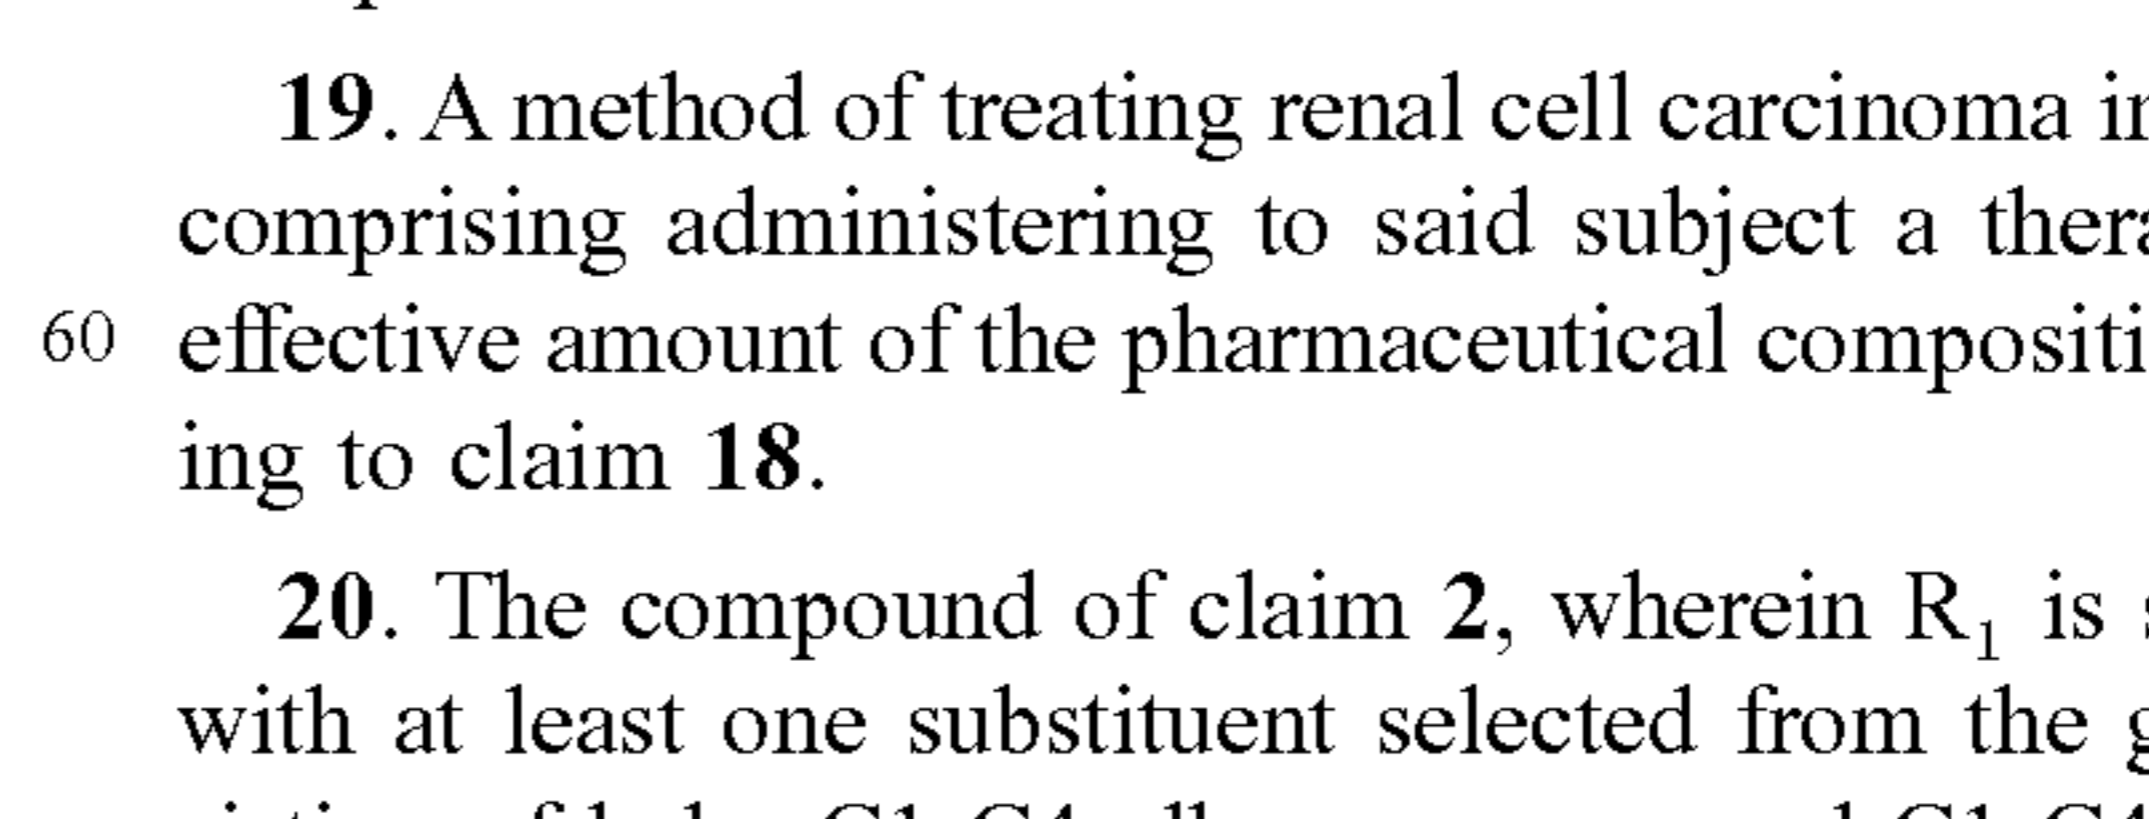 19. A method of treating renal cell carcinoma in
comprising administering to said subject a thera
60 effective amount of the pharmaceutical compositi
ing to claim 18.
20. The compound of claim 2, wherein R₁ is
with at least one substituent selected from the